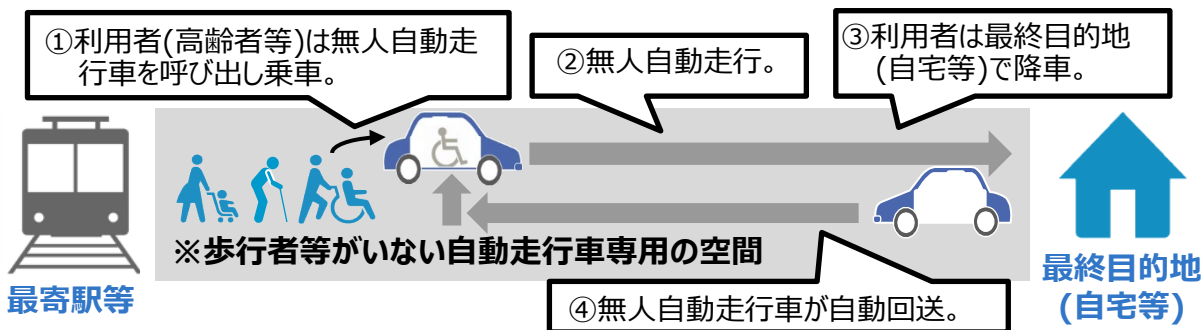 ①利用者(高齢者等)は無人自動走
行車を呼び出し乗車。
②無人自動走行。
③利用者は最終目的地
(自宅等)で降車。
※歩行者等がいない自動走行車専用の空間
最寄駅等
最終目的地
(自宅等)
④無人自動走行車が自動回送。